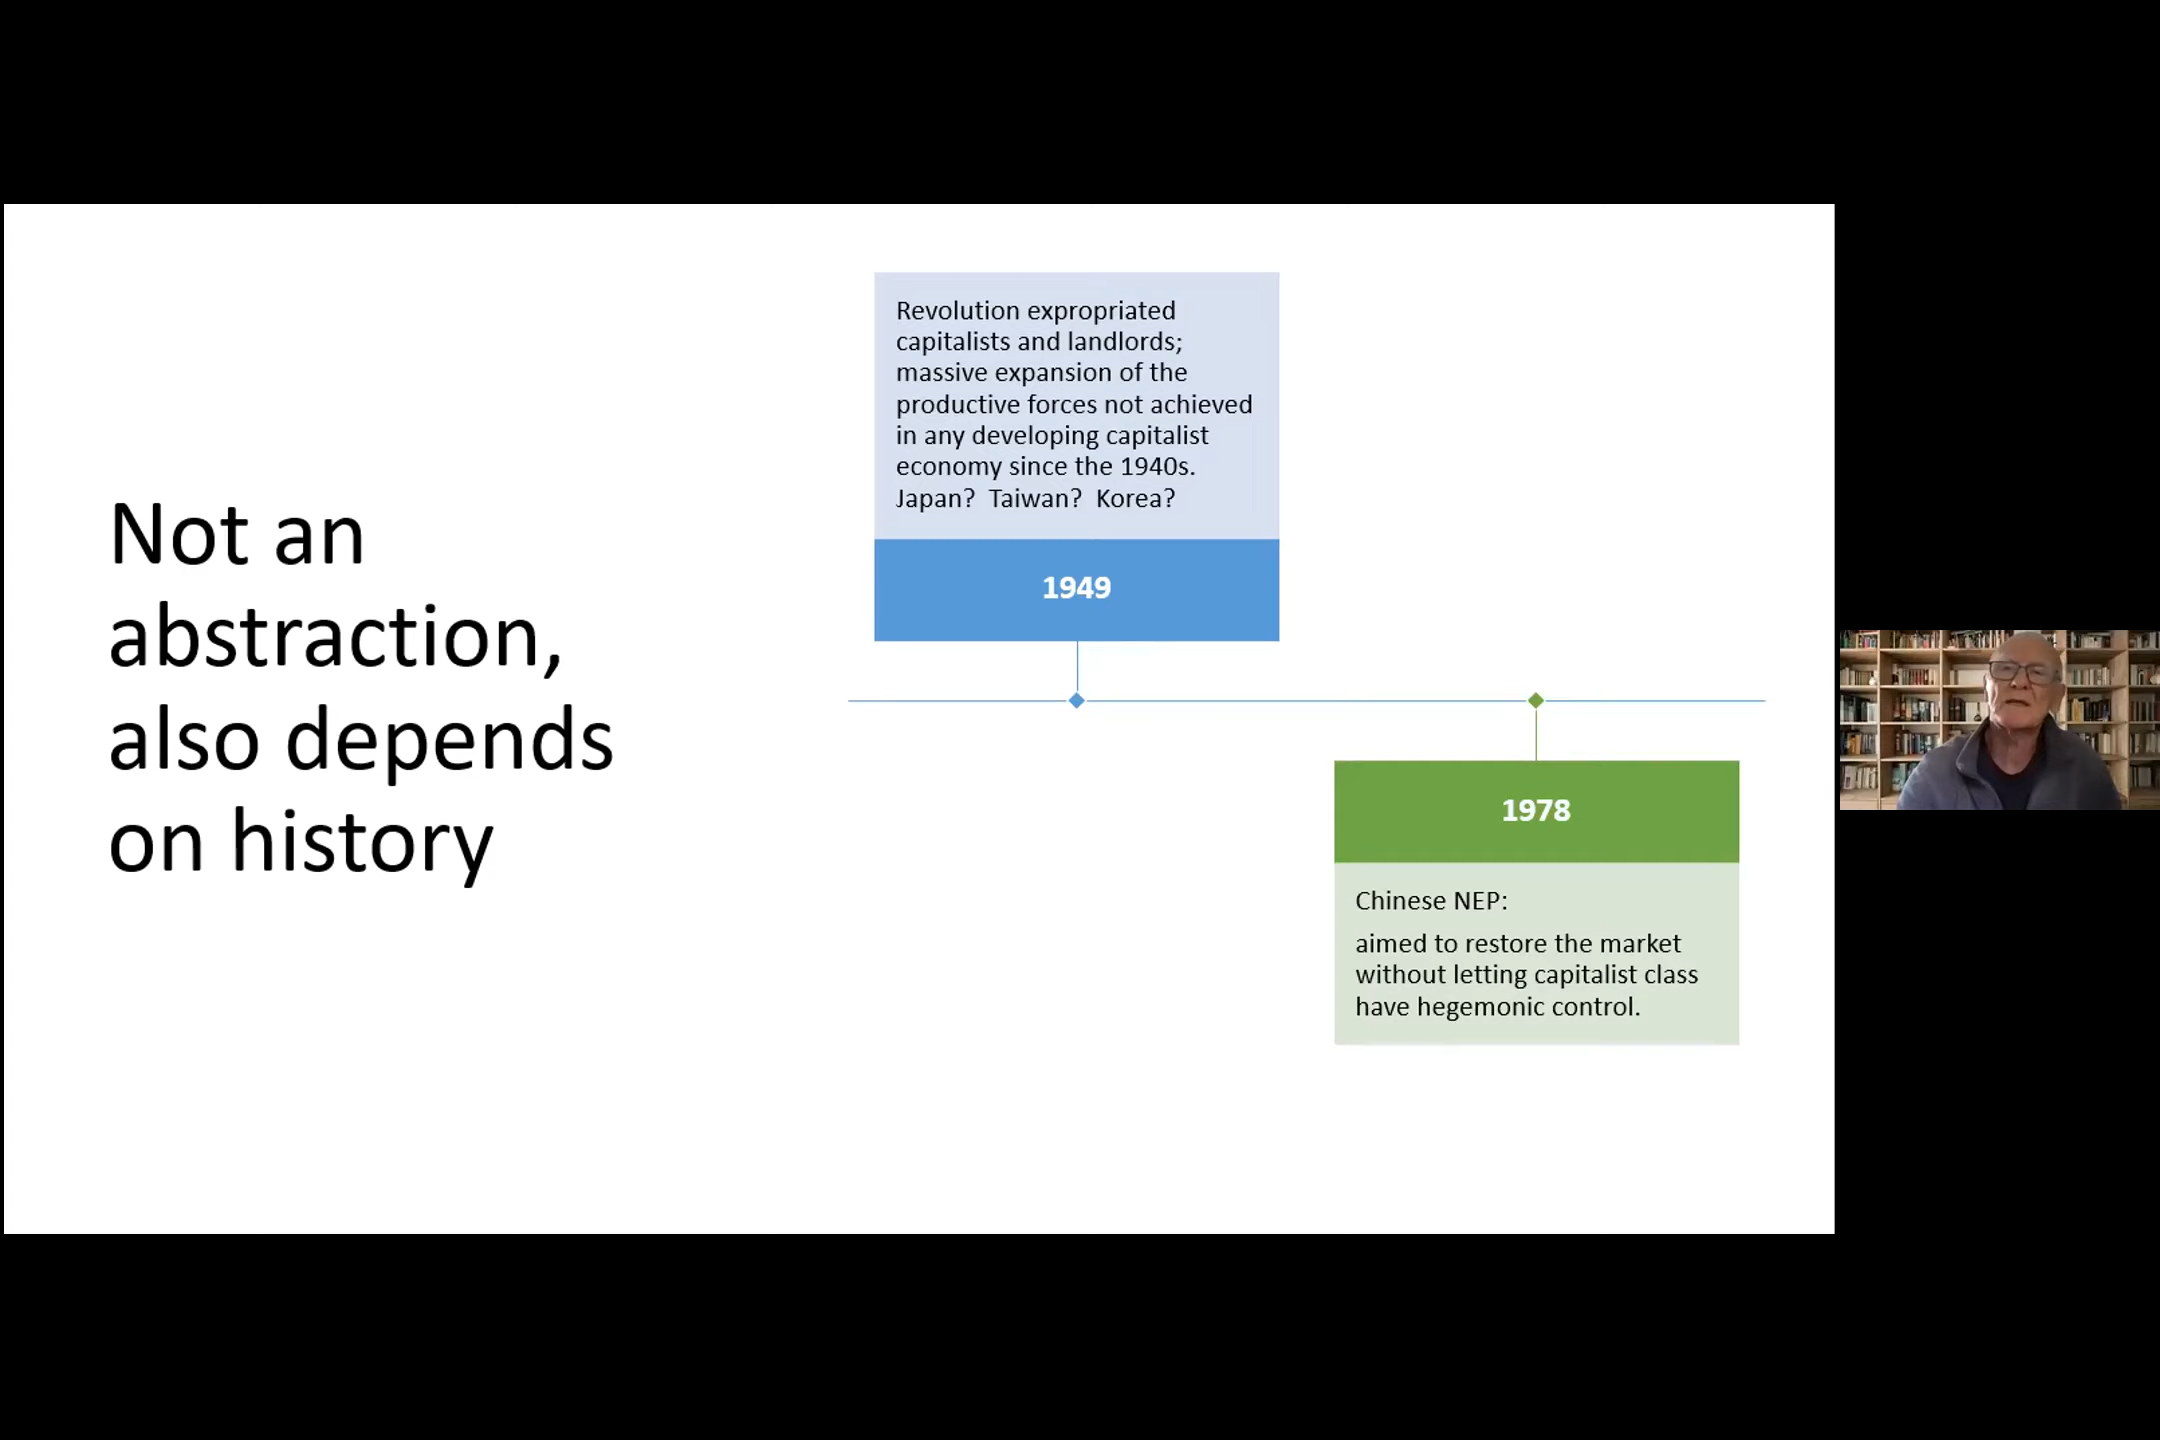 Not an
abstraction,
also depends
on history
Revolution expropriated
capitalists and landlords;
massive expansion of the
productive forces not achieved
in any developing capitalist
economy since the 1940s.
Japan?  Taiwan?  Korea?
1949
1978
Chinese NEP:
aimed to restore the market
without letting capitalist class
have hegemonic control.